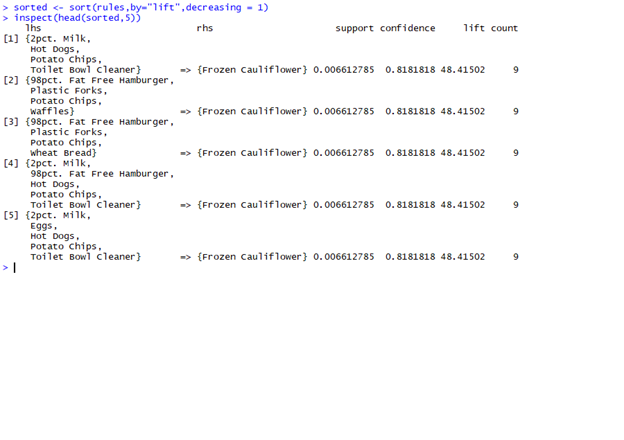 > sorted <- sort(rules,by="lift",decreasing = 1)
> inspect(head(sorted,5))
lhs rhs support confidence lift count
[1] {2pct. Milk,
Hot Dogs,
Potato Chips,
Toilet Bowl Cleaner} => {Frozen Cauliflower} 0.006612785 0.8181818 48.41502 9
[2] {98pct. Fat Free Hamburger,
Plastic Forks,
Potato Chips,
Waffles} => {Frozen Cauliflower} 0.006612785 0.8181818 48.41502 9
[3] {98pct. Fat Free Hamburger,
Plastic Forks,
Potato Chips,
Wheat Bread} => {Frozen Cauliflower} 0.006612785 0.8181818 48.41502 9
[4] {2pct. Milk,
98pct. Fat Free Hamburger,
Hot Dogs,
Potato Chips,
Toilet Bowl Cleaner} => {Frozen Cauliflower} 0.006612785 0.8181818 48.41502 9
[5] {2pct. Milk,
Eggs,
Hot Dogs,
Potato Chips,
Toilet Bowl Cleaner} => {Frozen Cauliflower} 0.006612785 0.8181818 48.41502 9
>